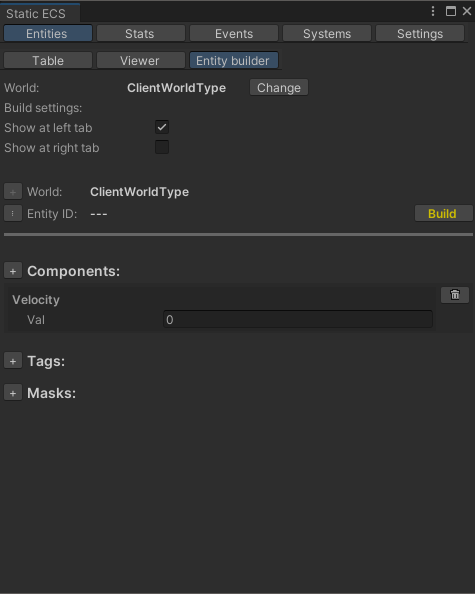 Static ECS
Entities Stats Events Systems Settings
Table Viewer Entity builder
World: ClientWorldType Change
Build settings:
Show at left tab
Show at right tab
+ World: ClientWorldType
Entity ID: --- Build
+ Components:
Velocity
Val 0
+ Tags:
+ Masks: